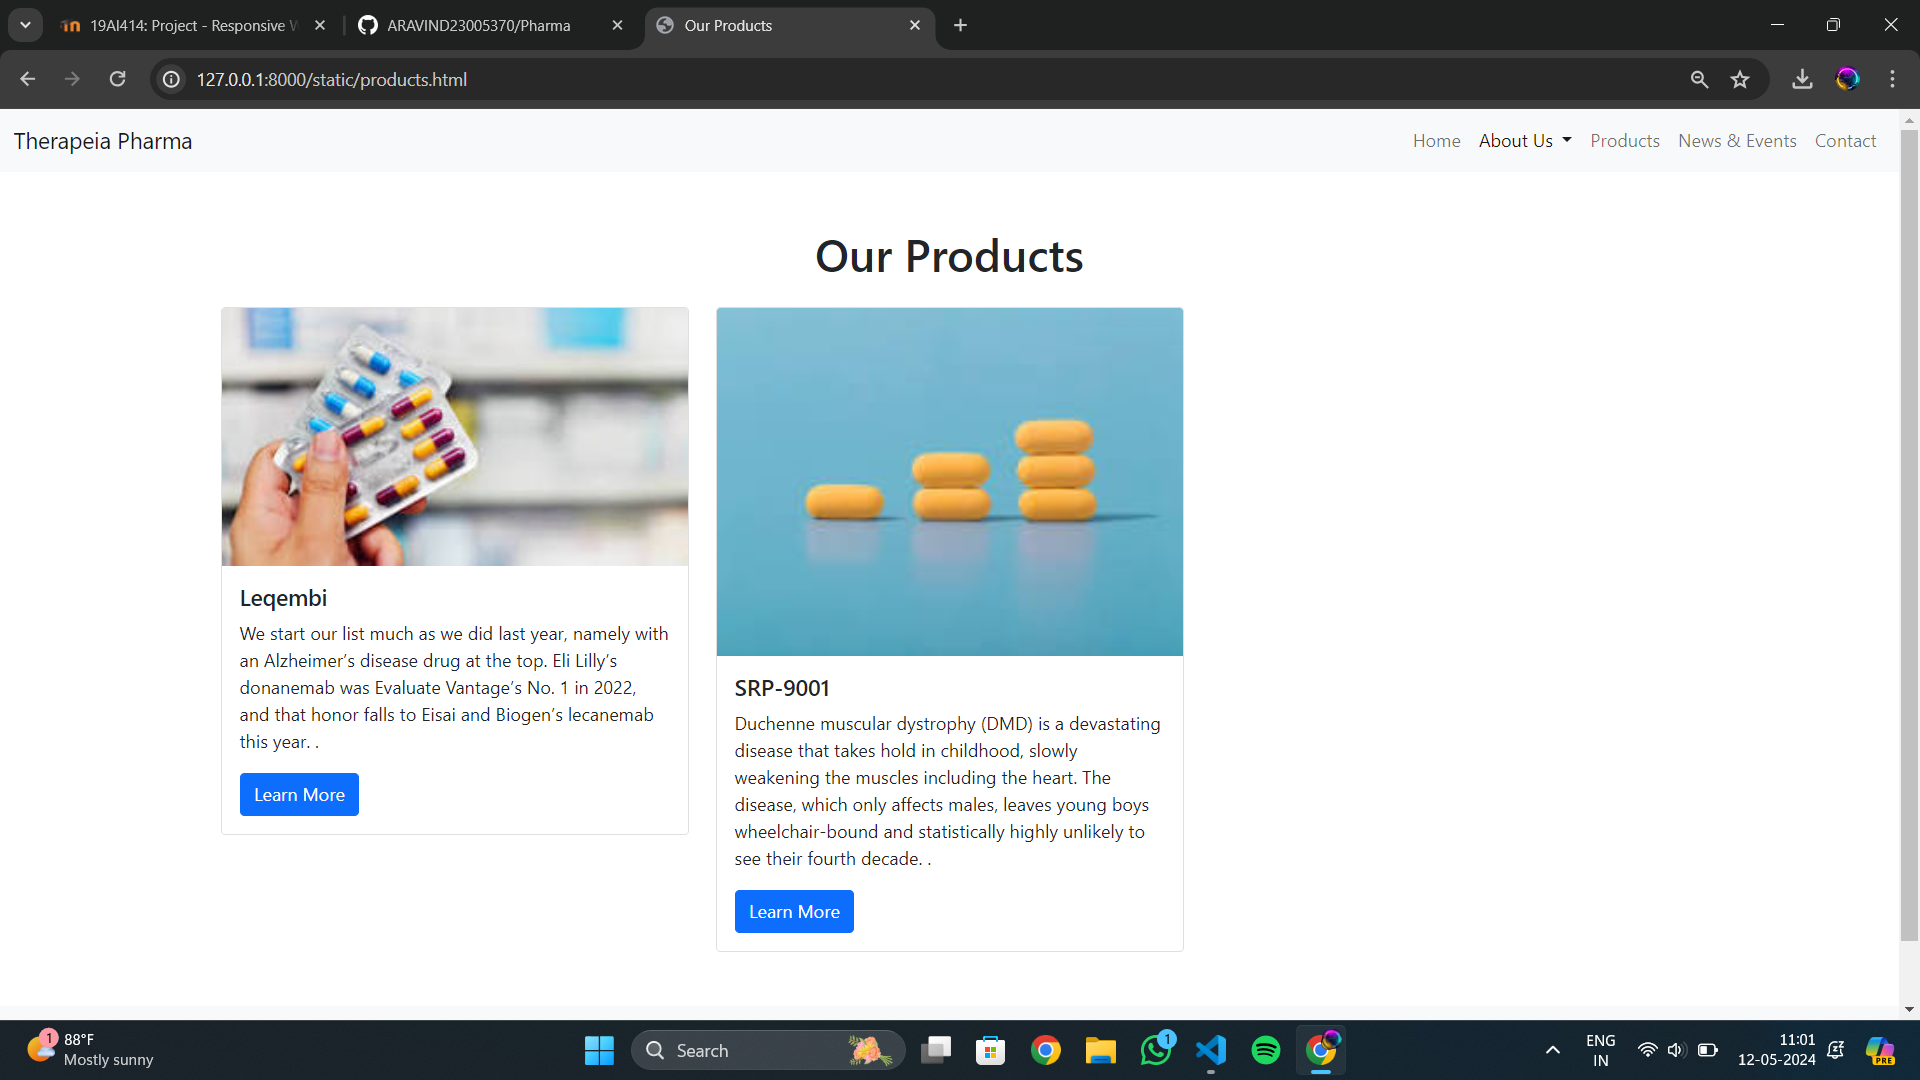 19AI414: Project - Responsive W
ARAVIND23005370/Pharma
Our Products
127.0.0.1:8000/static/products.html
Therapeia Pharma
Home
About Us
Products
News & Events
Contact
Our Products
Leqembi
We start our list much as we did last year, namely with
an Alzheimer’s disease drug at the top. Eli Lilly’s
donanemab was Evaluate Vantage’s No. 1 in 2022,
and that honor falls to Eisai and Biogen’s lecanemab
this year. .
Learn More
SRP-9001
Duchenne muscular dystrophy (DMD) is a devastating
disease that takes hold in childhood, slowly
weakening the muscles including the heart. The
disease, which only affects males, leaves young boys
wheelchair-bound and statistically highly unlikely to
see their fourth decade. .
Learn More
1
88°F
Mostly sunny
Search
1
ENG
IN
11:01
12-05-2024
PRE